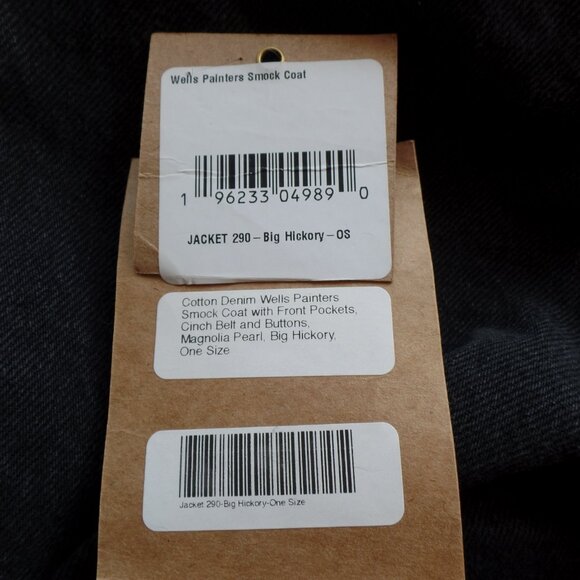 Wells Painters Smock Coat
1 96233 04989 0
JACKET 290-Big Hickory-OS
Cotton Denim Wells Painters
Smock Coat with Front Pockets,
Cinch Belt and Buttons,
Magnolia Pearl, Big Hickory,
One Size
Jacket 290-Big Hickory-One Size